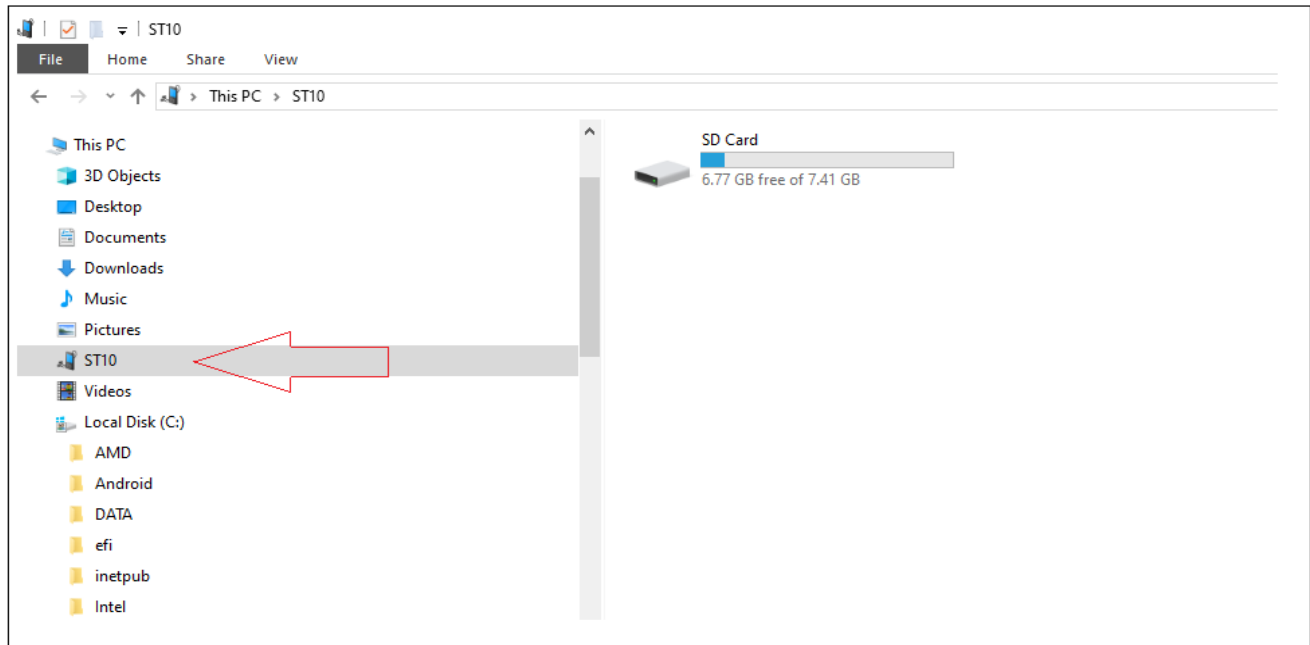 ST10
File Home Share View
This PC > ST10
This PC
3D Objects
Desktop
Documents
Downloads
Music
Pictures
ST10
Videos
Local Disk (C:)
AMD
Android
DATA
efi
inetpub
Intel
SD Card
6.77 GB free of 7.41 GB